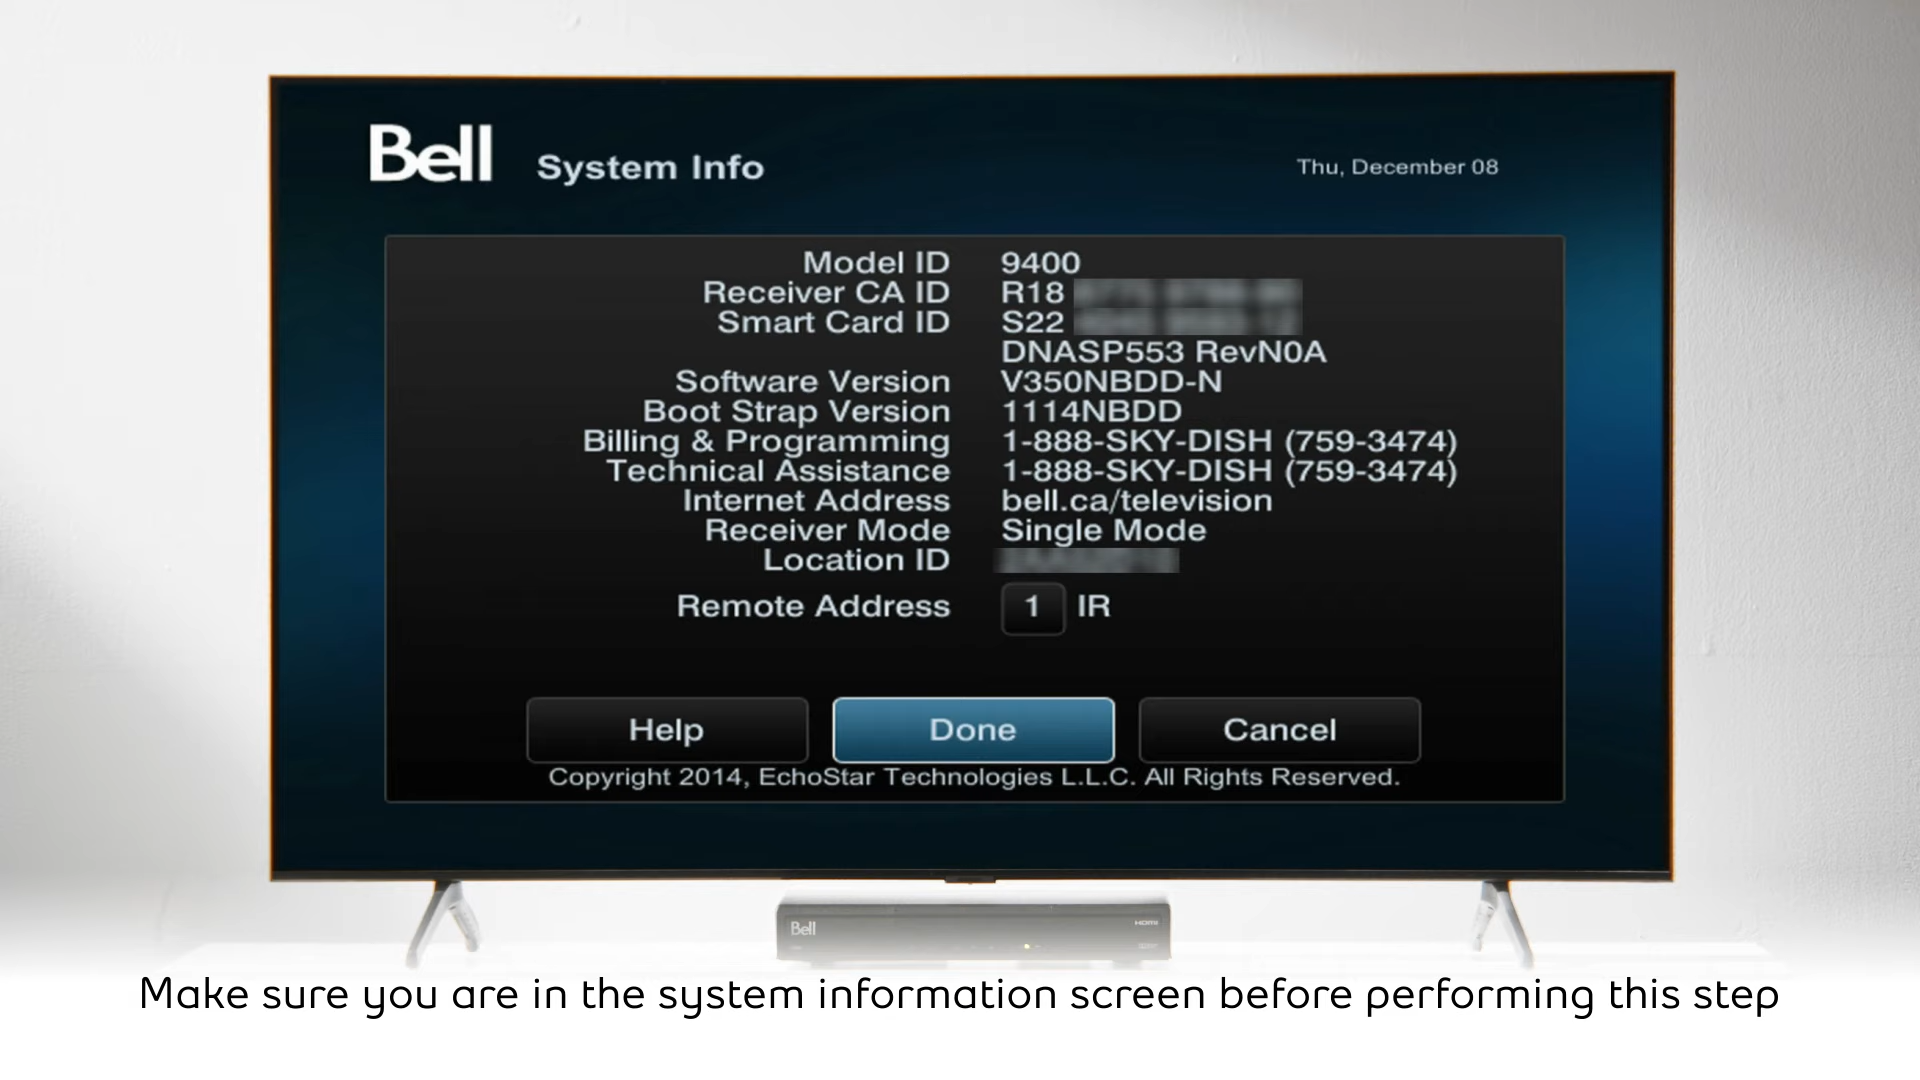 Bell System Info Thu, December 08
Model ID 9400
Receiver CA ID R18
Smart Card ID S22
DNASP553 RevN0A
Software Version V350NBDD-N
Boot Strap Version 1114NBDD
Billing & Programming 1-888-SKY-DISH (759-3474)
Technical Assistance 1-888-SKY-DISH (759-3474)
Internet Address bell.ca/television
Receiver Mode Single Mode
Location ID
Remote Address 1 IR
Help Done Cancel
Copyright 2014, EchoStar Technologies L.L.C. All Rights Reserved.
Bell HDMI
Make sure you are in the system information screen before performing this step